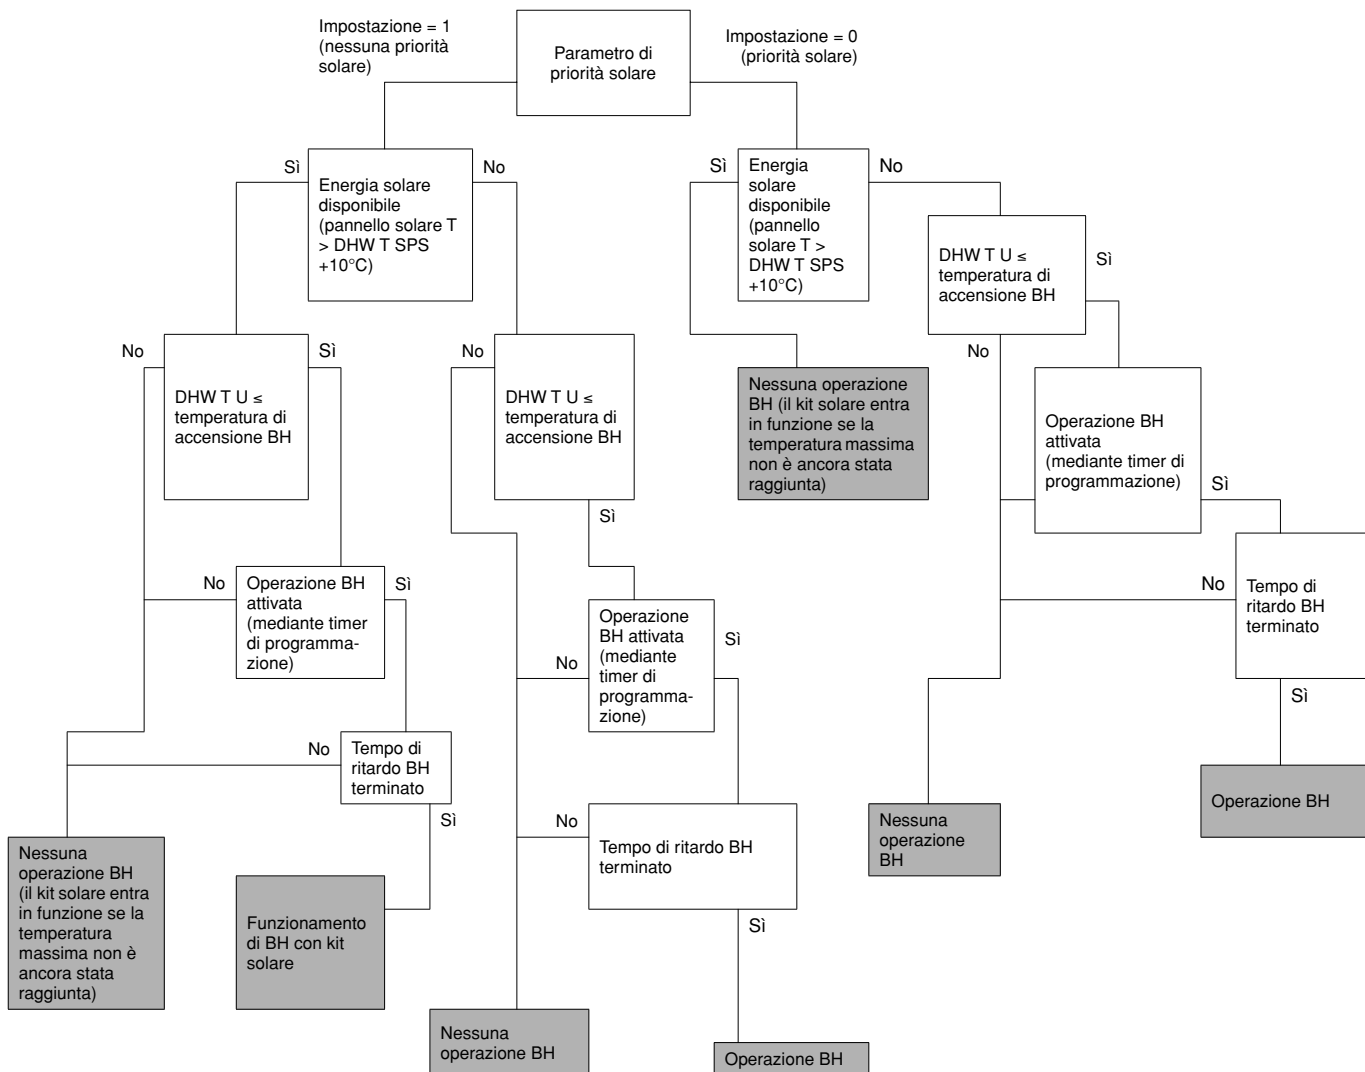 Impostazione = 1
(nessuna priorità
solare)
Parametro di
priorità solare
Impostazione = 0
(priorità solare)
Sì
Energia solare
disponibile
(pannello solare T
> DHW T SPS
+10°C)
No
Sì
Energia
solare
disponibile
(pannello
solare T >
DHW T SPS
+10°C)
No
DHW T U ≤
temperatura di
accensione BH
Sì
No
No
DHW T U ≤
temperatura di
accensione BH
Sì
No
DHW T U ≤
temperatura di
accensione BH
Sì
Nessuna operazione
BH (il kit solare entra
in funzione se la
temperatura massima
non è ancora stata
raggiunta)
Operazione BH
attivata
(mediante timer di
programmazione)
Sì
No
Operazione BH
attivata
(mediante timer
di programma-
zione)
Sì
No
Operazione
BH attivata
(mediante
timer di
programma-
zione)
Sì
No
Tempo di
ritardo BH
terminato
Sì
No
Tempo di
ritardo BH
terminato
Sì
No
Tempo di ritardo BH
terminato
Sì
Nessuna
operazione
BH
Operazione BH
Nessuna
operazione BH
(il kit solare entra
in funzione se la
temperatura
massima non è
ancora stata
raggiunta)
Funzionamento
di BH con kit
solare
Nessuna
operazione BH
Operazione BH